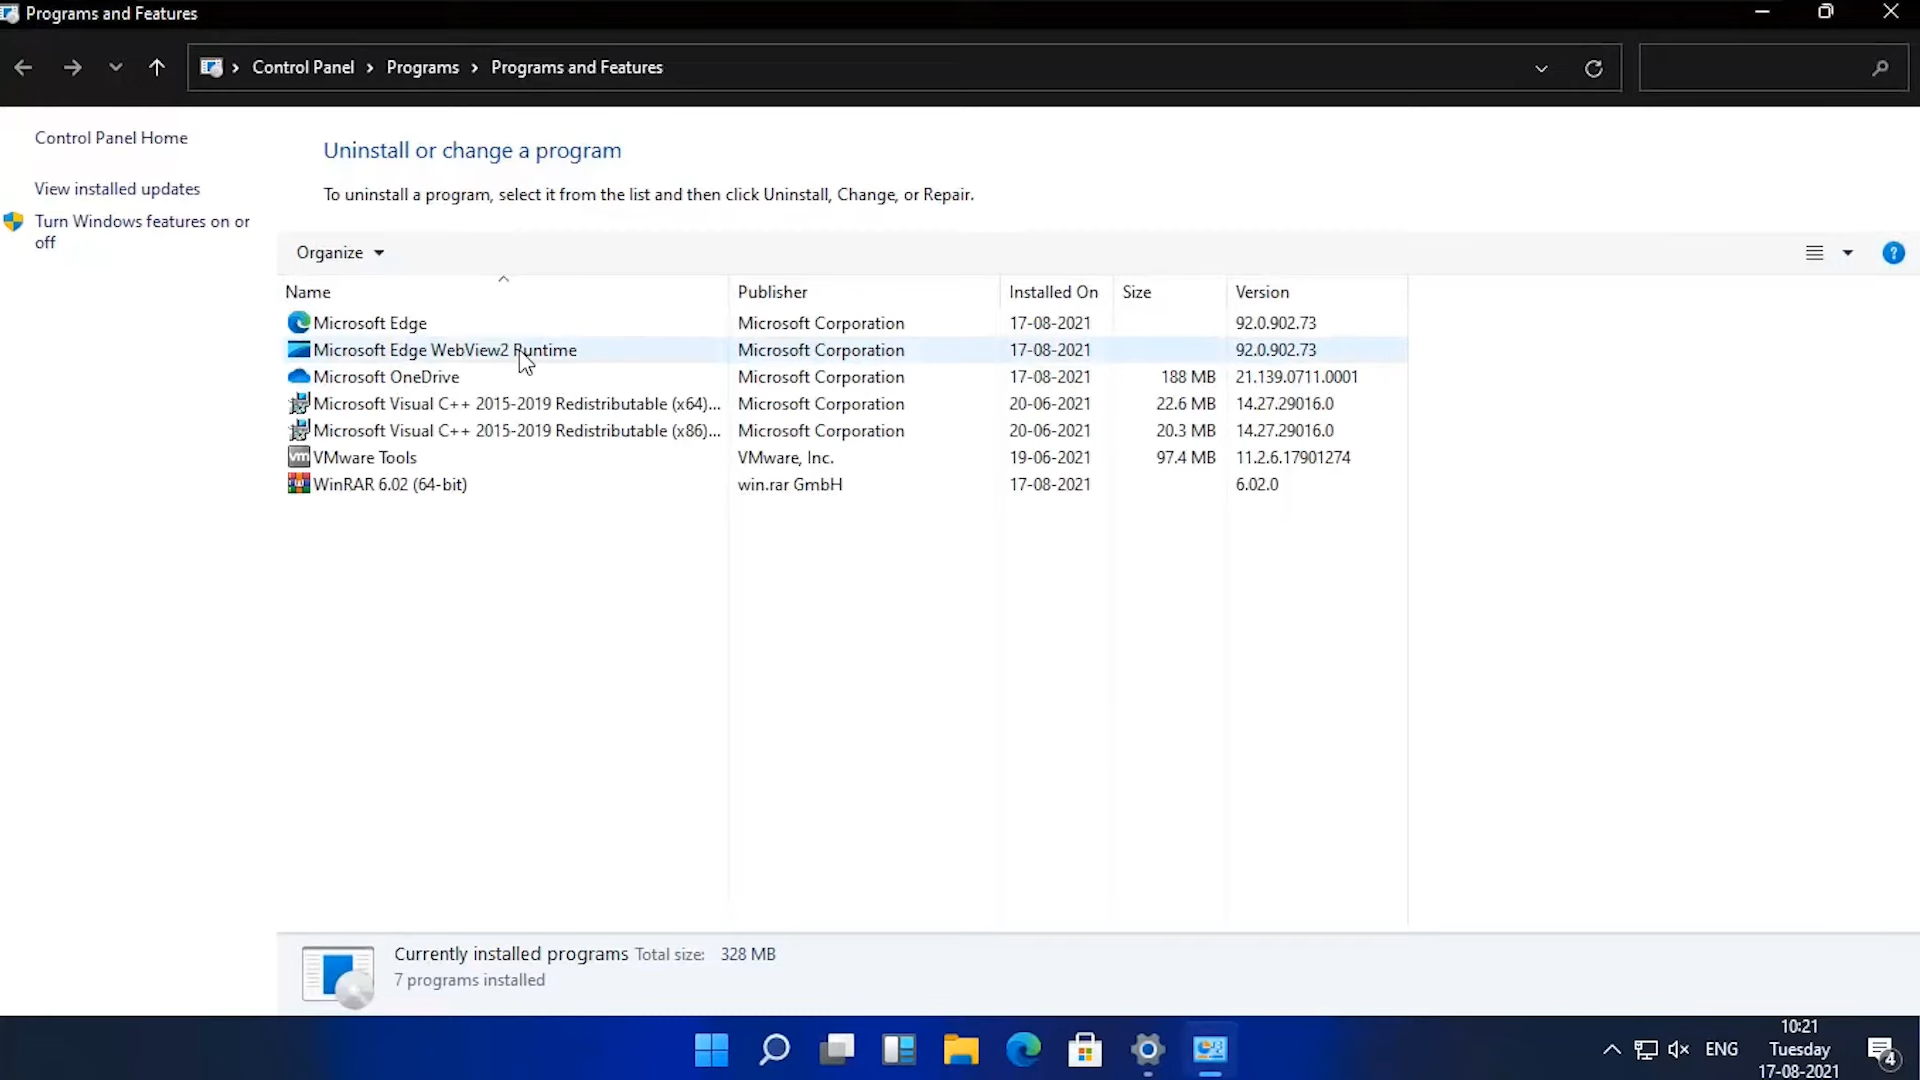 Programs and Features
Control Panel Programs Programs and Features
Control Panel Home
View installed updates
Turn Windows features on or
off
Uninstall or change a program
To uninstall a program, select it from the list and then click Uninstall, Change, or Repair.
Organize
Name Publisher Installed On Size Version
Microsoft Edge Microsoft Corporation 17-08-2021 92.0.902.73
Microsoft Edge WebView2 Runtime Microsoft Corporation 17-08-2021 92.0.902.73
Microsoft OneDrive Microsoft Corporation 17-08-2021 188 MB 21.139.0711.0001
Microsoft Visual C++ 2015-2019 Redistributable (x64)... Microsoft Corporation 20-06-2021 22.6 MB 14.27.29016.0
Microsoft Visual C++ 2015-2019 Redistributable (x86)... Microsoft Corporation 20-06-2021 20.3 MB 14.27.29016.0
vm VMware Tools VMware, Inc. 19-06-2021 97.4 MB 11.2.6.17901274
WinRAR 6.02 (64-bit) win.rar GmbH 17-08-2021 6.02.0
Currently installed programs Total size: 328 MB
7 programs installed
ENG
10:21
Tuesday
17-08-2021
4